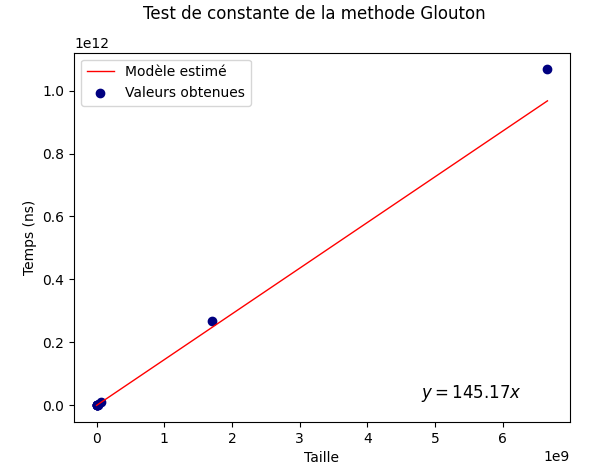 Test de constante de la methode Glouton
1e12
Modèle estimé
Valeurs obtenues
1.0
0.8
0.6
0.4
0.2
0.0
Temps (ns)
y = 145.17x
0 1 2 3 4 5 6
Taille
1e9